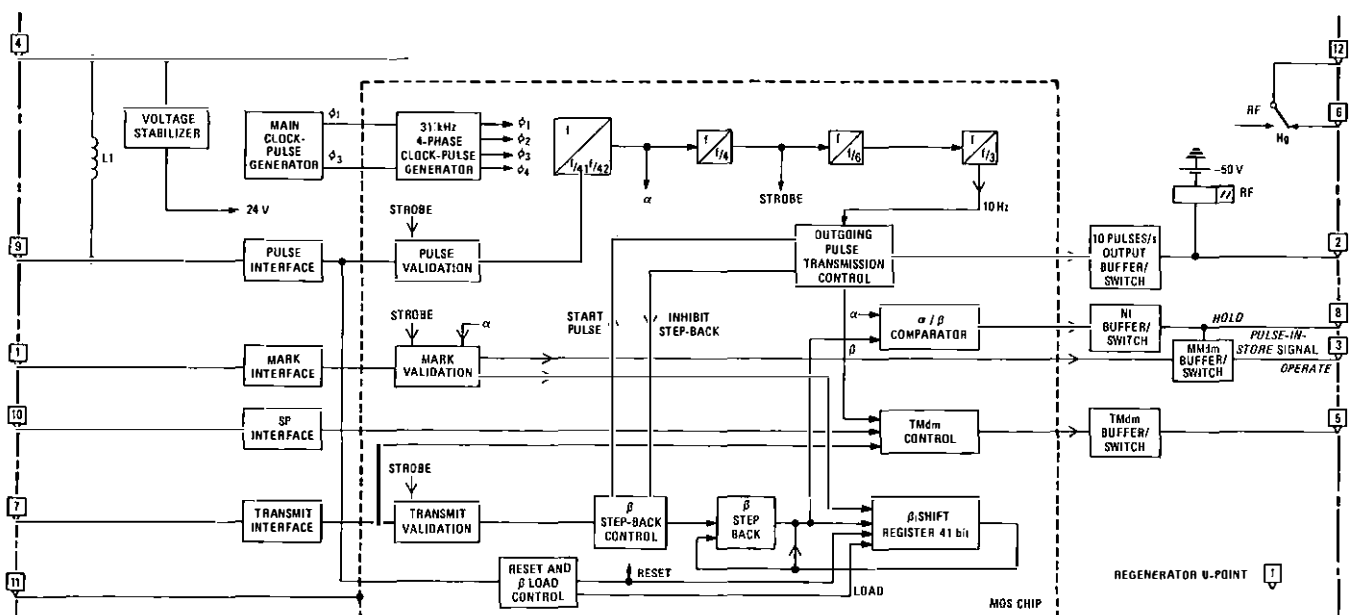 4
12
VOLTAGE
STABILIZER
L1
24 V
MAIN
CLOCK-
PULSE
GENERATOR
ϕ1
ϕ3
4-PHASE
CLOCK-PULSE
GENERATOR
ϕ1
ϕ2
ϕ3
ϕ4
f
f/41 f/42
α
f
f/4
STROBE
f
f/6
f
f/3
10 Hz
RF
Hg
6
-50 V
RF
9
PULSE
INTERFACE
STROBE
PULSE
VALIDATION
OUTGOING
PULSE
TRANSMISSION
CONTROL
10 PULSES/s
OUTPUT
BUFFER/
SWITCH
2
START
PULSE
INHIBIT
STEP-BACK
α
β
α / β
COMPARATOR
NI
BUFFER/
SWITCH
HOLD
8
PULSE-IN-
STORE SIGNAL
3
OPERATE
MMdm
BUFFER/
SWITCH
1
MARK
INTERFACE
STROBE
α
MARK
VALIDATION
10
SP
INTERFACE
TMdm
CONTROL
TMdm
BUFFER/
SWITCH
5
7
TRANSMIT
INTERFACE
STROBE
TRANSMIT
VALIDATION
β
STEP-BACK
CONTROL
β
STEP
BACK
SHIFT
REGISTER 41 bit
11
RESET AND
β LOAD
CONTROL
RESET
LOAD
MOS CHIP
REGENERATOR U-POINT
1